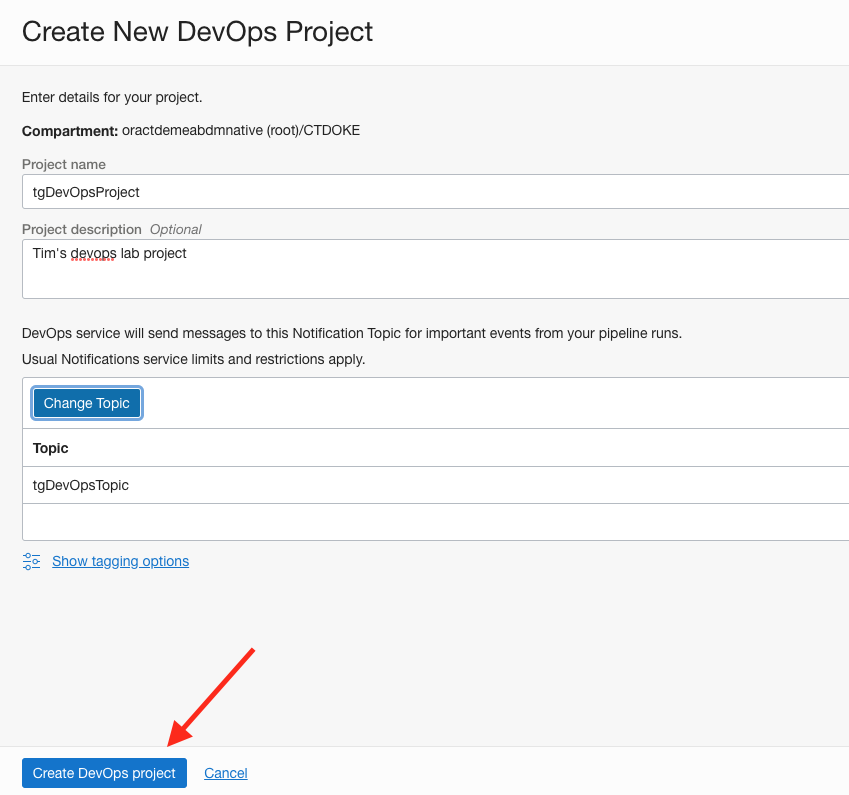 Create New DevOps Project
Enter details for your project.
Compartment: oractdemeabdmnative (root)/CTDOKE
Project name
tgDevOpsProject
Project description Optional
Tim's devops lab project
DevOps service will send messages to this Notification Topic for important events from your pipeline runs.
Usual Notifications service limits and restrictions apply.
Change Topic
Topic
tgDevOpsTopic
Show tagging options
Create DevOps project Cancel